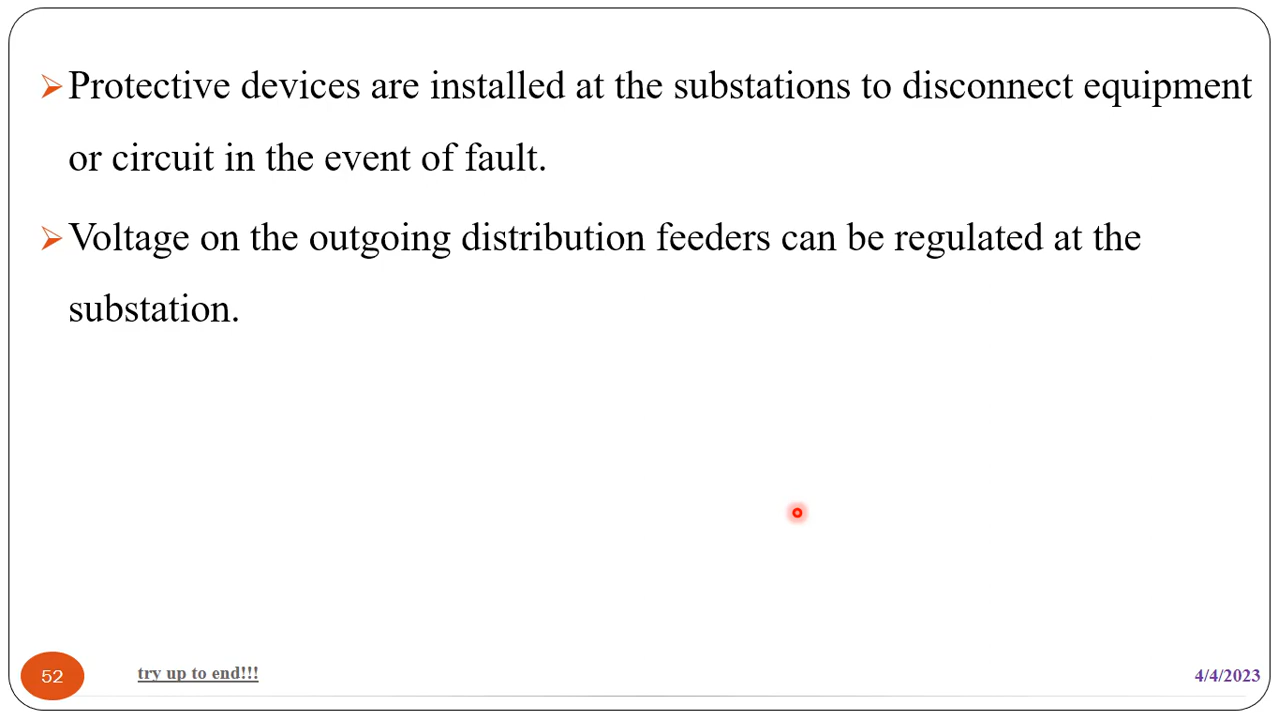 Protective devices are installed at the substations to disconnect equipment
or circuit in the event of fault.
Voltage on the outgoing distribution feeders can be regulated at the
substation.
52
try up to end!!!
4/4/2023